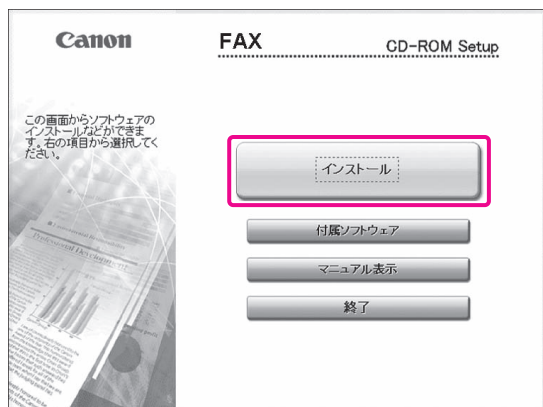 Canon
FAX
CD-ROM Setup
この画面からソフトウェアの
インストールなどができま
す。右の項目から選択してく
ださい。
インストール
付属ソフトウェア
マニュアル表示
終了
Professional Development